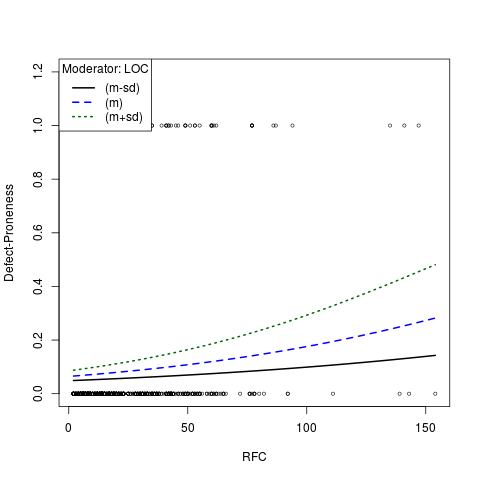 Moderator: LOC
(m-sd)
(m)
(m+sd)
1.2
1.0
0.8
0.6
0.4
0.2
0.0
Defect-Proneness
0 50 100 150
RFC